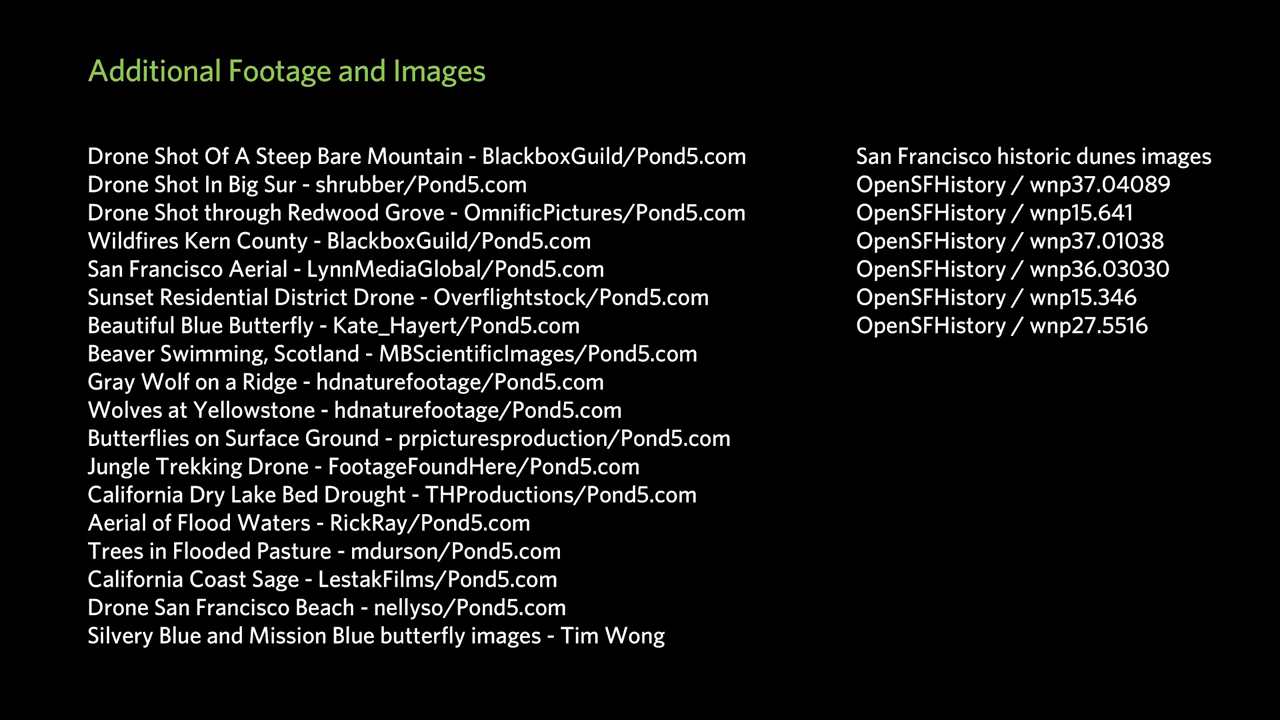 Additional Footage and Images
Drone Shot Of A Steep Bare Mountain - BlackboxGuild/Pond5.com
Drone Shot In Big Sur - shrubber/Pond5.com
Drone Shot through Redwood Grove - OmnificPictures/Pond5.com
Wildfires Kern County - BlackboxGuild/Pond5.com
San Francisco Aerial - LynnMediaGlobal/Pond5.com
Sunset Residential District Drone - Overflightstock/Pond5.com
Beautiful Blue Butterfly - Kate_Hayert/Pond5.com
Beaver Swimming, Scotland - MBScientificImages/Pond5.com
Gray Wolf on a Ridge - hdnaturefootage/Pond5.com
Wolves at Yellowstone - hdnaturefootage/Pond5.com
Butterflies on Surface Ground - prpicturesproduction/Pond5.com
Jungle Trekking Drone - FootageFoundHere/Pond5.com
California Dry Lake Bed Drought - THProductions/Pond5.com
Aerial of Flood Waters - RickRay/Pond5.com
Trees in Flooded Pasture - mdurson/Pond5.com
California Coast Sage - LestakFilms/Pond5.com
Drone San Francisco Beach - nellyso/Pond5.com
Silvery Blue and Mission Blue butterfly images - Tim Wong
San Francisco historic dunes images
OpenSFHistory / wnp37.04089
OpenSFHistory / wnp15.641
OpenSFHistory / wnp37.01038
OpenSFHistory / wnp36.03030
OpenSFHistory / wnp15.346
OpenSFHistory / wnp27.5516